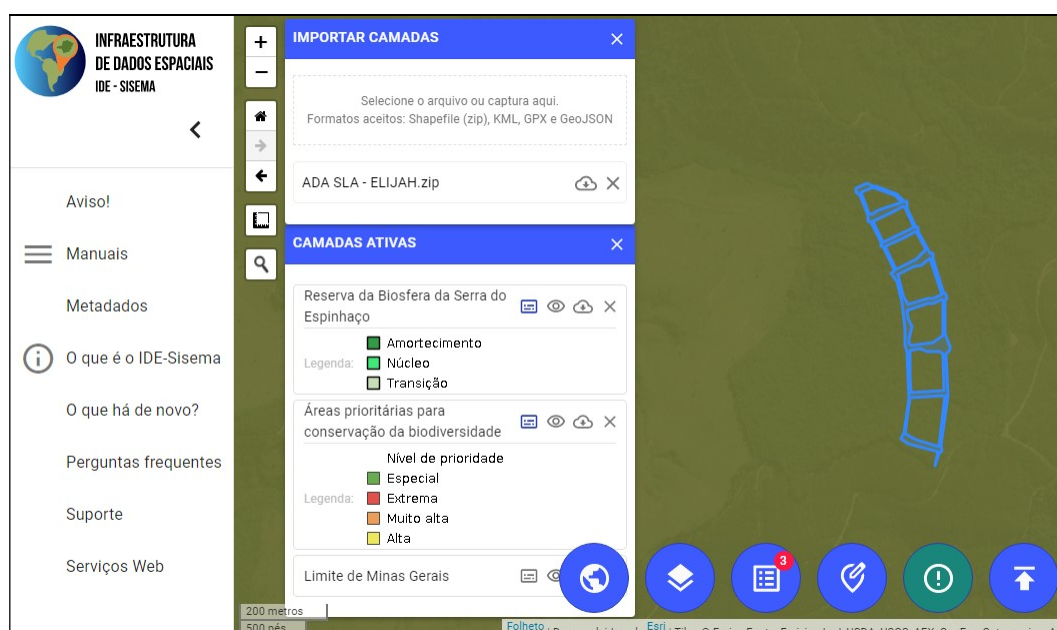 INFRAESTRUTURA
DE DADOS ESPACIAIS
IDE - SISEMA
Aviso!
Manuais
Metadados
O que é o IDE-Sisema
O que há de novo?
Perguntas frequentes
Suporte
Serviços Web
+
−
IMPORTAR CAMADAS
Selecione o arquivo ou captura aqui.
Formatos aceitos: Shapefile (zip), KML, GPX e GeoJSON
ADA SLA - ELIJAH.zip
CAMADAS ATIVAS
Reserva da Biosfera da Serra do
Espinhaço
Legenda:
Amortecimento
Núcleo
Transição
Áreas prioritárias para
conservação da biodiversidade
Legenda:
Nível de prioridade
Especial
Extrema
Muito alta
Alta
Limite de Minas Gerais
3
200 metros
500 pés
Folheto
Esri